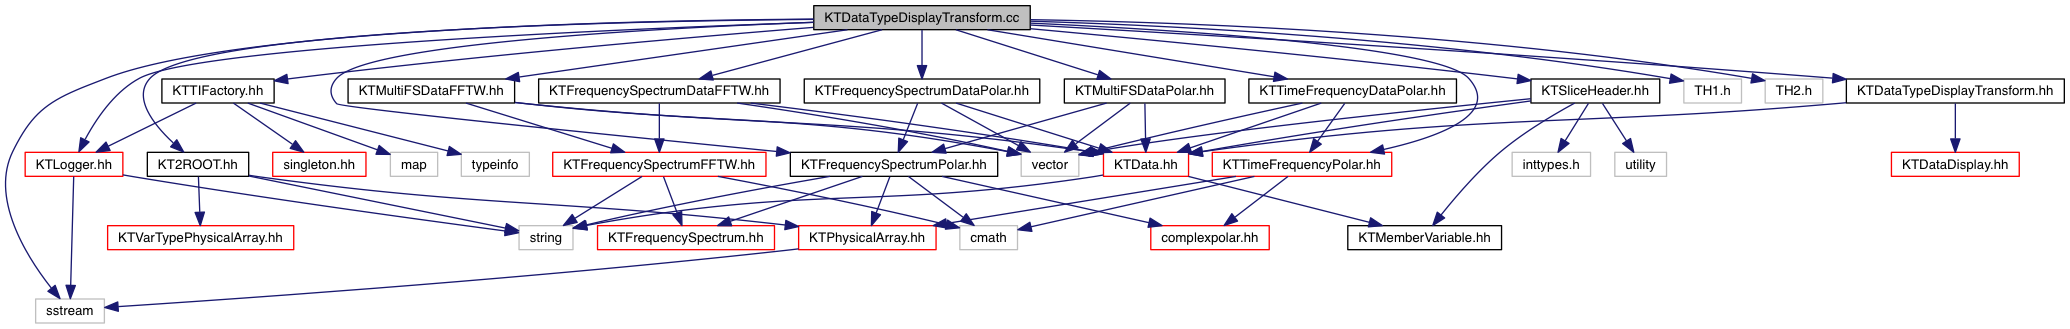 KTDataTypeDisplayTransform.cc
KTTIFactory.hh
KTMultiFSDataFFTW.hh
KTFrequencySpectrumDataFFTW.hh
KTFrequencySpectrumDataPolar.hh
KTMultiFSDataPolar.hh
KTTimeFrequencyDataPolar.hh
KTSliceHeader.hh
TH1.h
TH2.h
KTDataTypeDisplayTransform.hh
KTLogger.hh
KT2ROOT.hh
singleton.hh
map
typeinfo
KTFrequencySpectrumFFTW.hh
KTFrequencySpectrumPolar.hh
vector
KTData.hh
KTTimeFrequencyPolar.hh
inttypes.h
utility
KTDataDisplay.hh
KTVarTypePhysicalArray.hh
string
KTFrequencySpectrum.hh
KTPhysicalArray.hh
cmath
complexpolar.hh
KTMemberVariable.hh
sstream